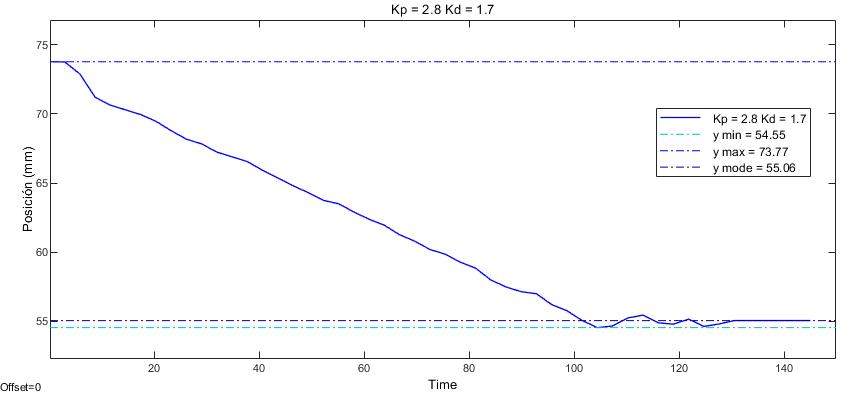 Kp = 2.8 Kd = 1.7
75
70
65
60
55
Posición (mm)
Kp = 2.8 Kd = 1.7
y min = 54.55
y max = 73.77
y mode = 55.06
20 40 60 80 100 120 140
Time
Offset=0